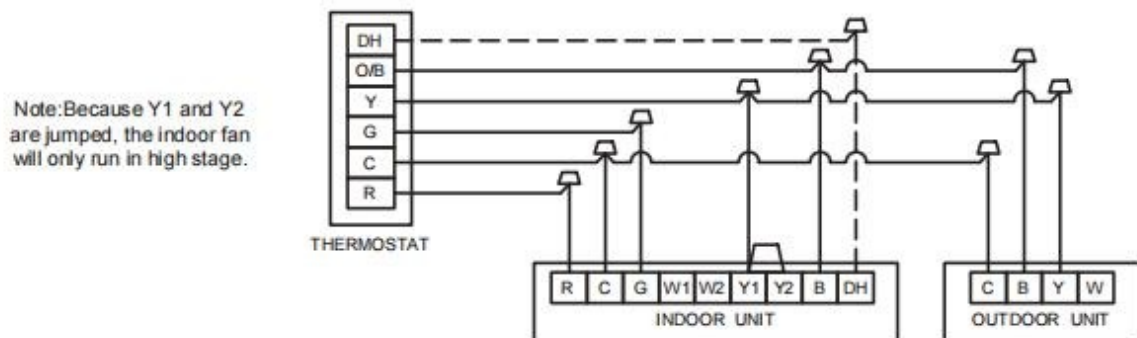 DH
O/B
Y
G
C
R
THERMOSTAT
Note:Because Y1 and Y2
are jumped, the indoor fan
will only run in high stage.
R C G W1 W2 Y1 Y2 B DH
INDOOR UNIT
C B Y W
OUTDOOR UNIT